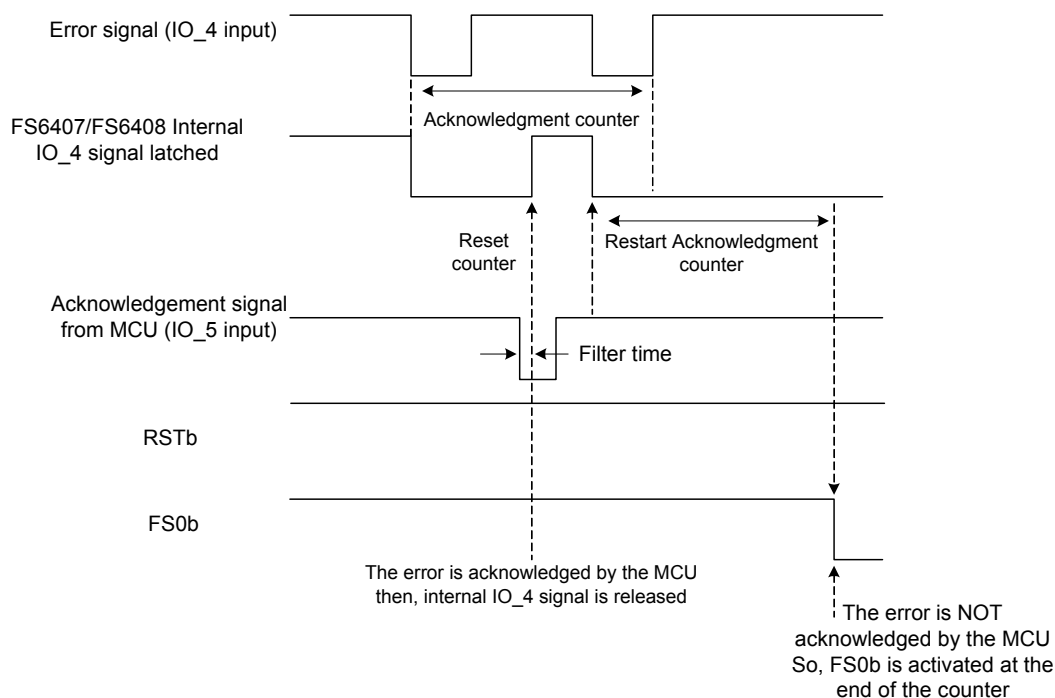 Error signal (IO_4 input)
Acknowledgment counter
FS6407/FS6408 Internal
IO_4 signal latched
Reset
counter
Restart Acknowledgment
counter
Acknowledgement signal
from MCU (IO_5 input)
Filter time
RSTb
FS0b
The error is acknowledged by the MCU
then, internal IO_4 signal is released
The error is NOT
acknowledged by the MCU
So, FS0b is activated at the
end of the counter